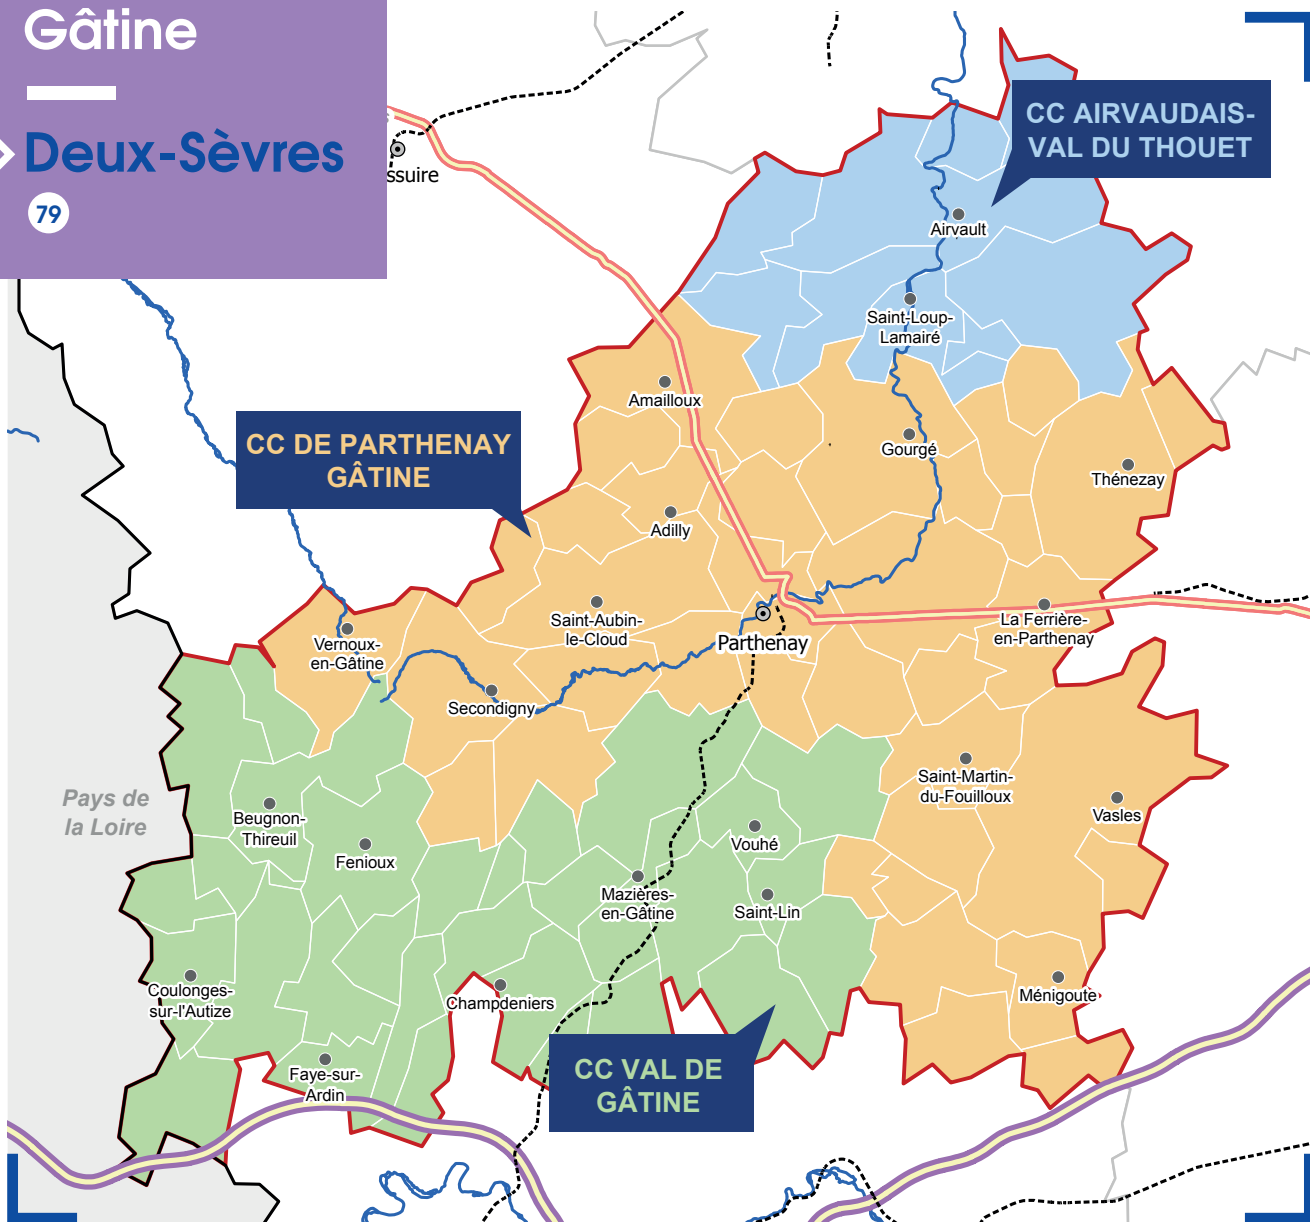 Gâtine
Deux-Sèvres
79
ssuire
CC AIRVAUDAIS-
VAL DU THOUET
Airvault
Saint-Loup-
Lamairé
Amailloux
CC DE PARTHENAY
GÂTINE
Gourgé
Thénezay
Adilly
Saint-Aubin-
le-Cloud
Parthenay
La Ferrière-
en-Parthenay
Vernoux-
en-Gâtine
Secondigny
Saint-Martin-
du-Fouilloux
Vasles
Pays de
la Loire
Beugnon-
Thireuil
Fenioux
Vouhé
Mazières-
en-Gâtine
Saint-Lin
Coulonges-
sur-l'Autize
Champdeniers
Ménigoute
Faye-sur-
Ardin
CC VAL DE
GÂTINE